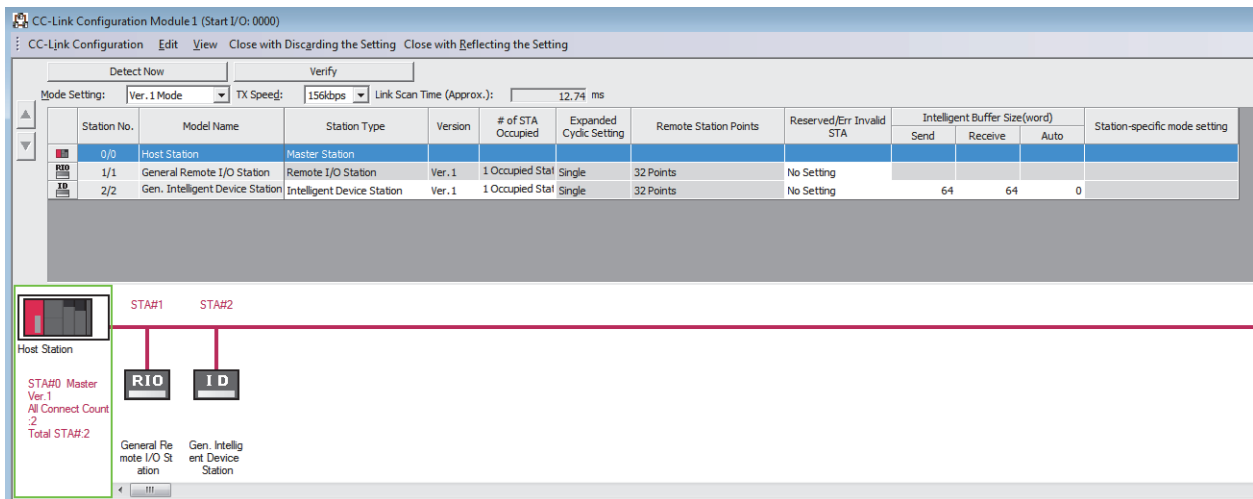 CC-Link Configuration Module 1 (Start I/O: 0000)
CC-Link Configuration Edit View Close with Discarding the Setting Close with Reflecting the Setting
Detect Now Verify
Mode Setting: Ver.1 Mode TX Speed: 156kbps Link Scan Time (Approx.): 12.74 ms
Station No. Model Name Station Type Version # of STA Occupied Expanded Cyclic Setting Remote Station Points Reserved/Err Invalid STA Intelligent Buffer Size(word) Send Receive Auto Station-specific mode setting
0/0 Host Station Master Station
RIO 1/1 General Remote I/O Station Remote I/O Station Ver.1 1 Occupied Stat Single 32 Points No Setting
ID 2/2 Gen. Intelligent Device Station Intelligent Device Station Ver.1 1 Occupied Stat Single 32 Points No Setting 64 64 0
STA#1 STA#2
Host Station
STA#0 Master
Ver.1
All Connect Count
:2
Total STA#:2
RIO ID
General Re
mote I/O St
ation
Gen. Intellig
ent Device
Station